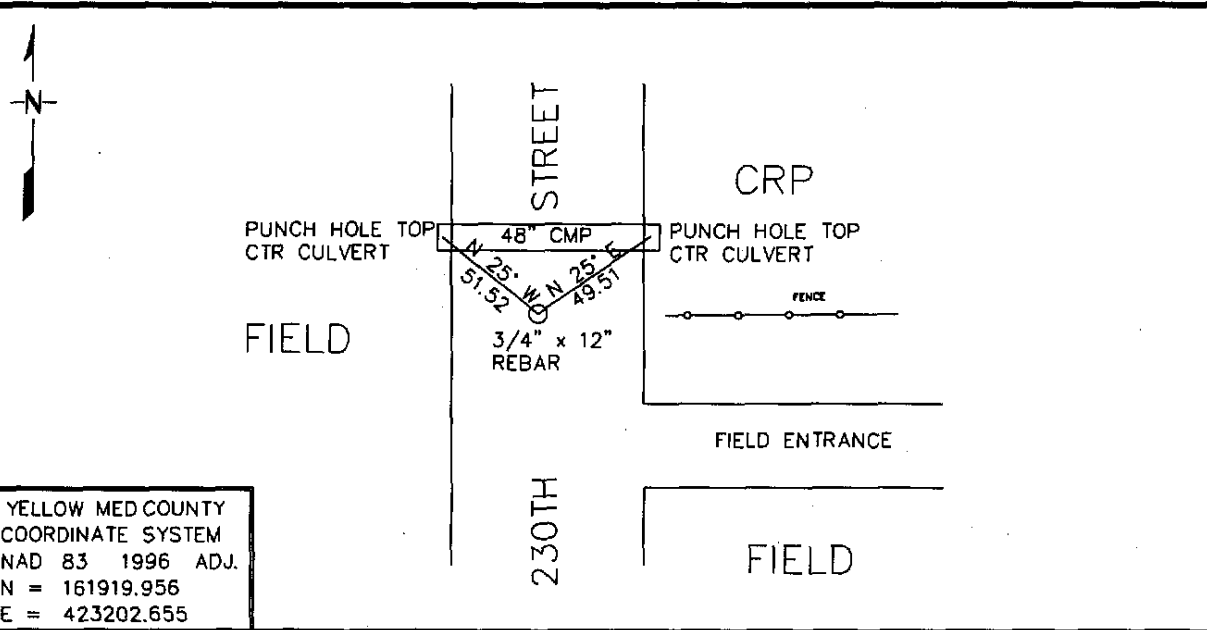 -N-
STREET
CRP
PUNCH HOLE TOP
CTR CULVERT
48" CMP
PUNCH HOLE TOP
CTR CULVERT
N 25° W
51.52
N 25° E
49.51
FENCE
FIELD
3/4" x 12"
REBAR
FIELD ENTRANCE
230TH
FIELD
YELLOW MED COUNTY
COORDINATE SYSTEM
NAD 83 1996 ADJ.
N = 161919.956
E = 423202.655